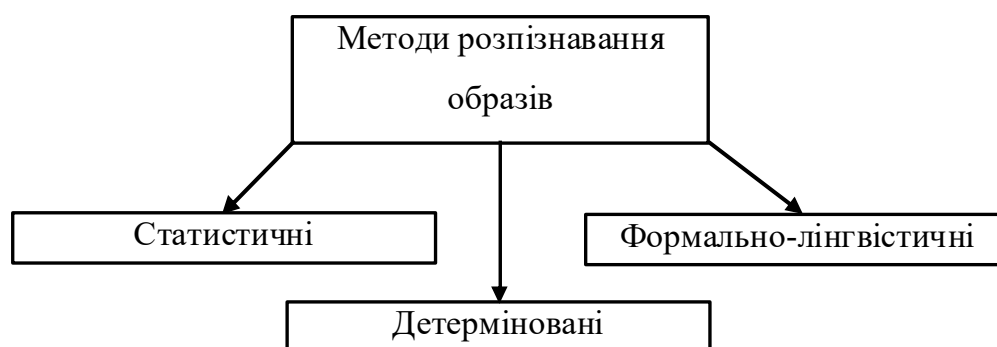 Методи розпізнавання
образів
Статистичні
Формально-лінгвістичні
Детерміновані